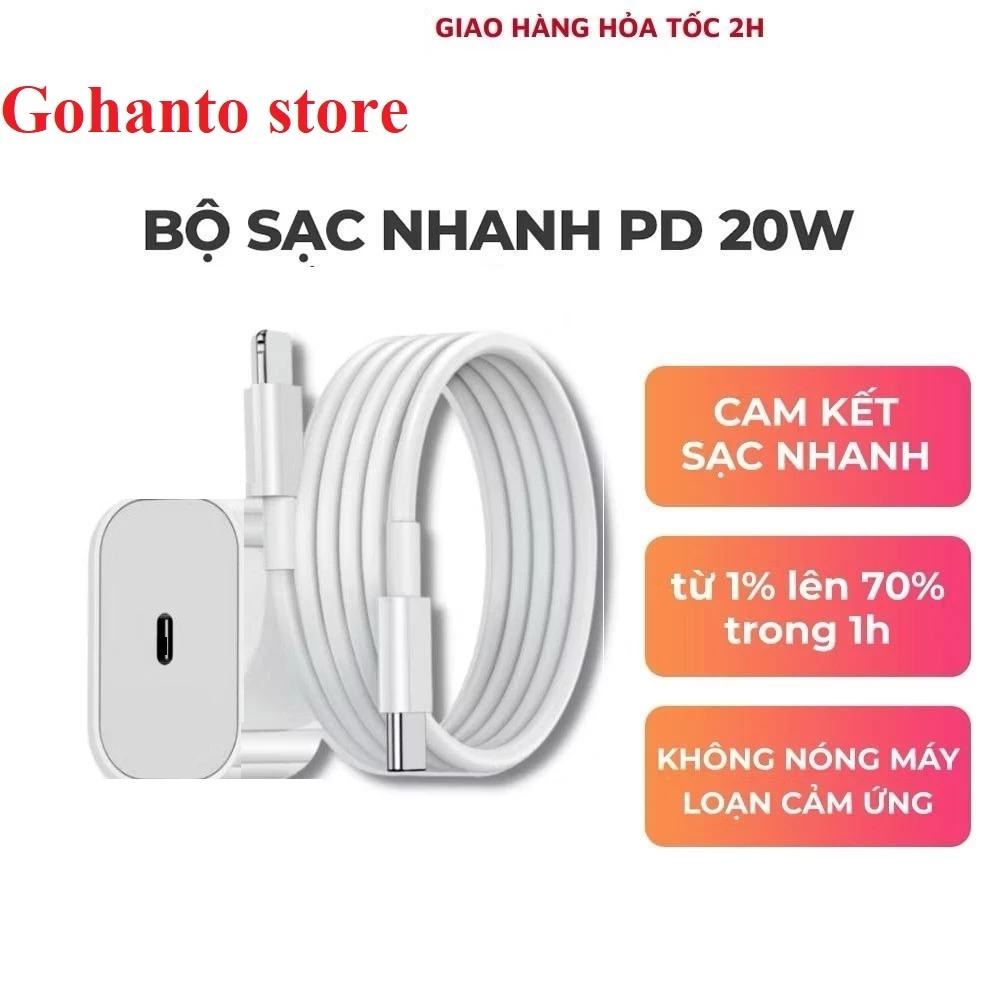 GIAO HÀNG HỎA TỐC 2H
Gohanto store
BỘ SẠC NHANH PD 20W
CAM KẾT
SẠC NHANH
từ 1% lên 70%
trong 1h
KHÔNG NÓNG MÁY
LOẠN CẢM ỨNG